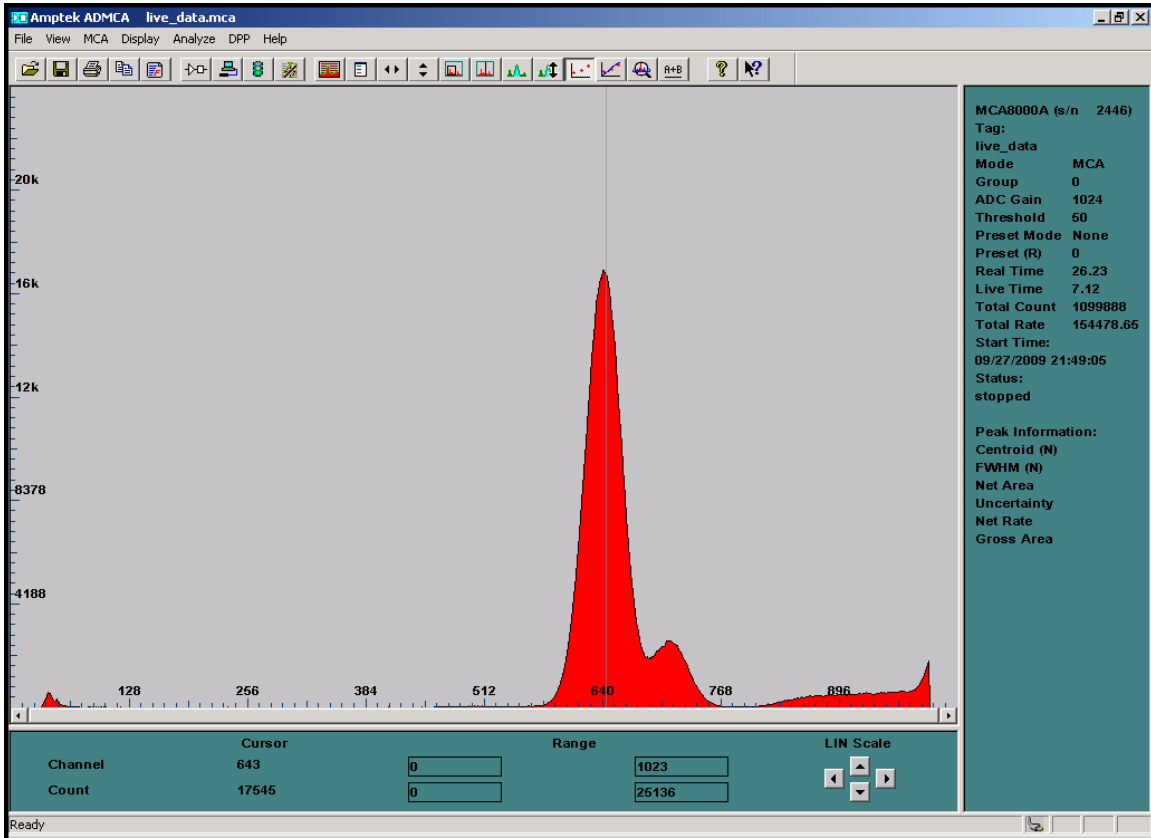 Amptek ADMCA live_data.mca
File View MCA Display Analyze DPP Help
A+B
MCA8000A (s/n 2446)
Tag:
live_data
Mode MCA
Group 0
ADC Gain 1024
Threshold 50
Preset Mode None
Preset (R) 0
Real Time 26.23
Live Time 7.12
Total Count 1099888
Total Rate 154478.65
Start Time:
09/27/2009 21:49:05
Status:
stopped
Peak Information:
Centroid (N)
FWHM (N)
Net Area
Uncertainty
Net Rate
Gross Area
20k
16k
12k
8378
4188
128 256 384 512 640 768 896
Cursor Range LIN Scale
Channel 643 0 1023
Count 17545 0 25136
Ready